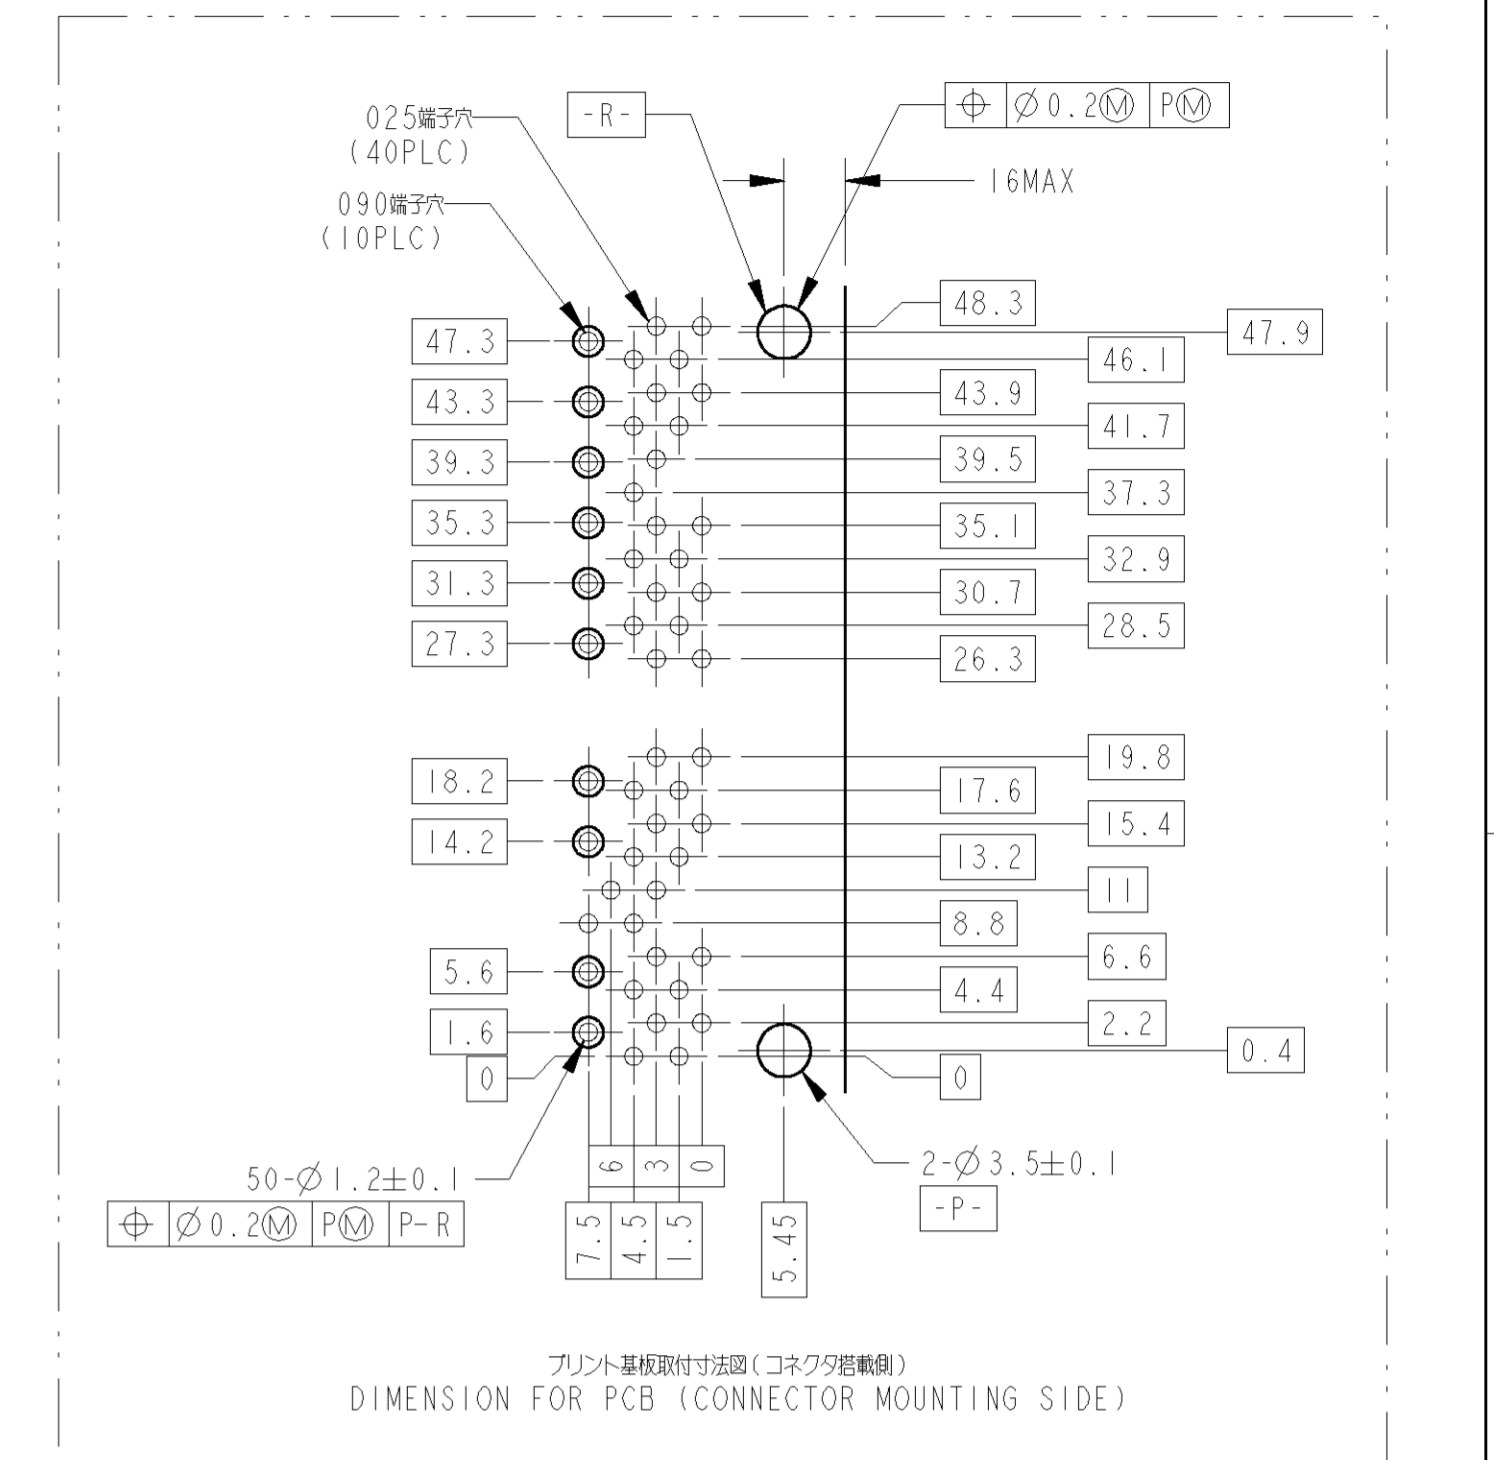 025端子穴
(40PLC)
090端子穴
(10PLC)
-R-
⌖ ∅0.2Ⓜ PⓂ
16MAX
48.3
47.9
47.3
46.1
43.9
43.3
41.7
39.5
39.3
37.3
35.3
35.1
32.9
31.3
30.7
28.5
27.3
26.3
19.8
18.2
17.6
15.4
14.2
13.2
11
8.8
6.6
5.6
4.4
2.2
1.6
0.4
0
0
50-∅1.2±0.1
⌖ ∅0.2Ⓜ PⓂ P-R
6 3 0
7.5 4.5 1.5
5.45
2-∅3.5±0.1
-P-
プリント基板取付寸法図(コネクタ搭載側)
DIMENSION FOR PCB (CONNECTOR MOUNTING SIDE)